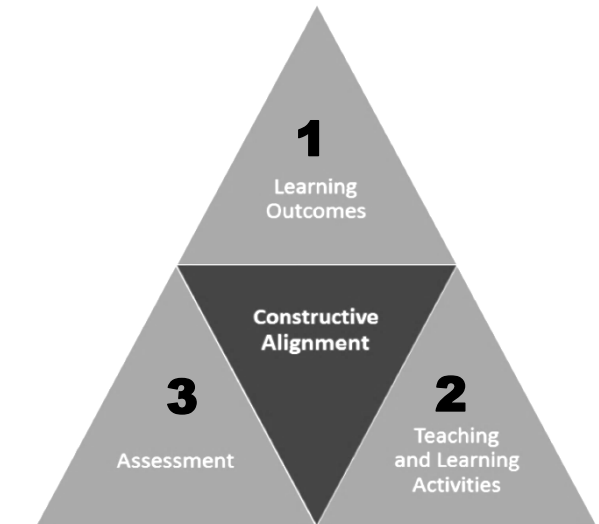 1
Learning
Outcomes
Constructive
Alignment
3
Assessment
2
Teaching
and Learning
Activities